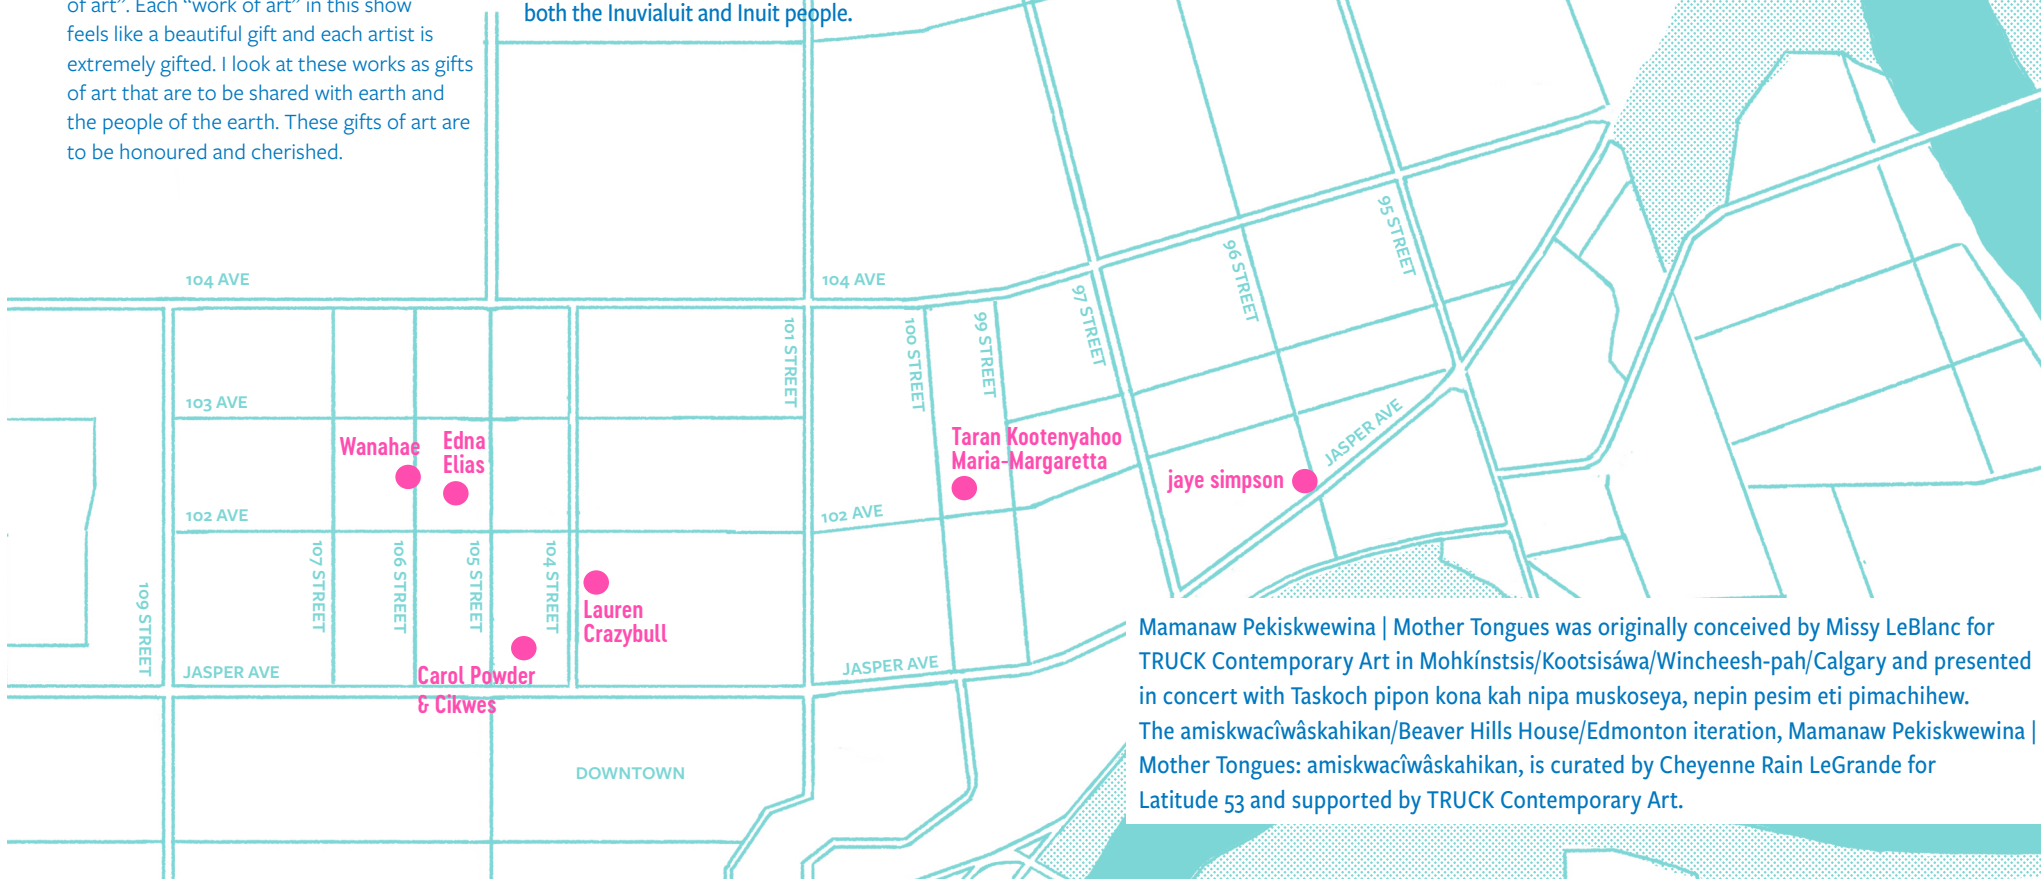 of art”. Each “work of art” in this show
feels like a beautiful gift and each artist is
extremely gifted. I look at these works as gifts
of art that are to be shared with earth and
the people of the earth. These gifts of art are
to be honoured and cherished.
both the Inuvialuit and Inuit people.
104 AVE
104 AVE
95 STREET
96 STREET
97 STREET
99 STREET
100 STREET
101 STREET
103 AVE
Wanahae
Edna
Elias
Taran Kootenyahoo
Maria-Margaretta
jaye simpson
JASPER AVE
102 AVE
102 AVE
109 STREET
107 STREET
106 STREET
105 STREET
104 STREET
Lauren
Crazybull
Carol Powder
& Cikwes
JASPER AVE
JASPER AVE
DOWNTOWN
Mamanaw Pekiskwewina | Mother Tongues was originally conceived by Missy LeBlanc for
TRUCK Contemporary Art in Mohkínstsis/Kootsisáwa/Wincheesh-pah/Calgary and presented
in concert with Taskoch pipon kona kah nipa muskoseya, nepin pesim eti pimachihew.
The amiskwacîwâskahikan/Beaver Hills House/Edmonton iteration, Mamanaw Pekiskwewina |
Mother Tongues: amiskwacîwâskahikan, is curated by Cheyenne Rain LeGrande for
Latitude 53 and supported by TRUCK Contemporary Art.